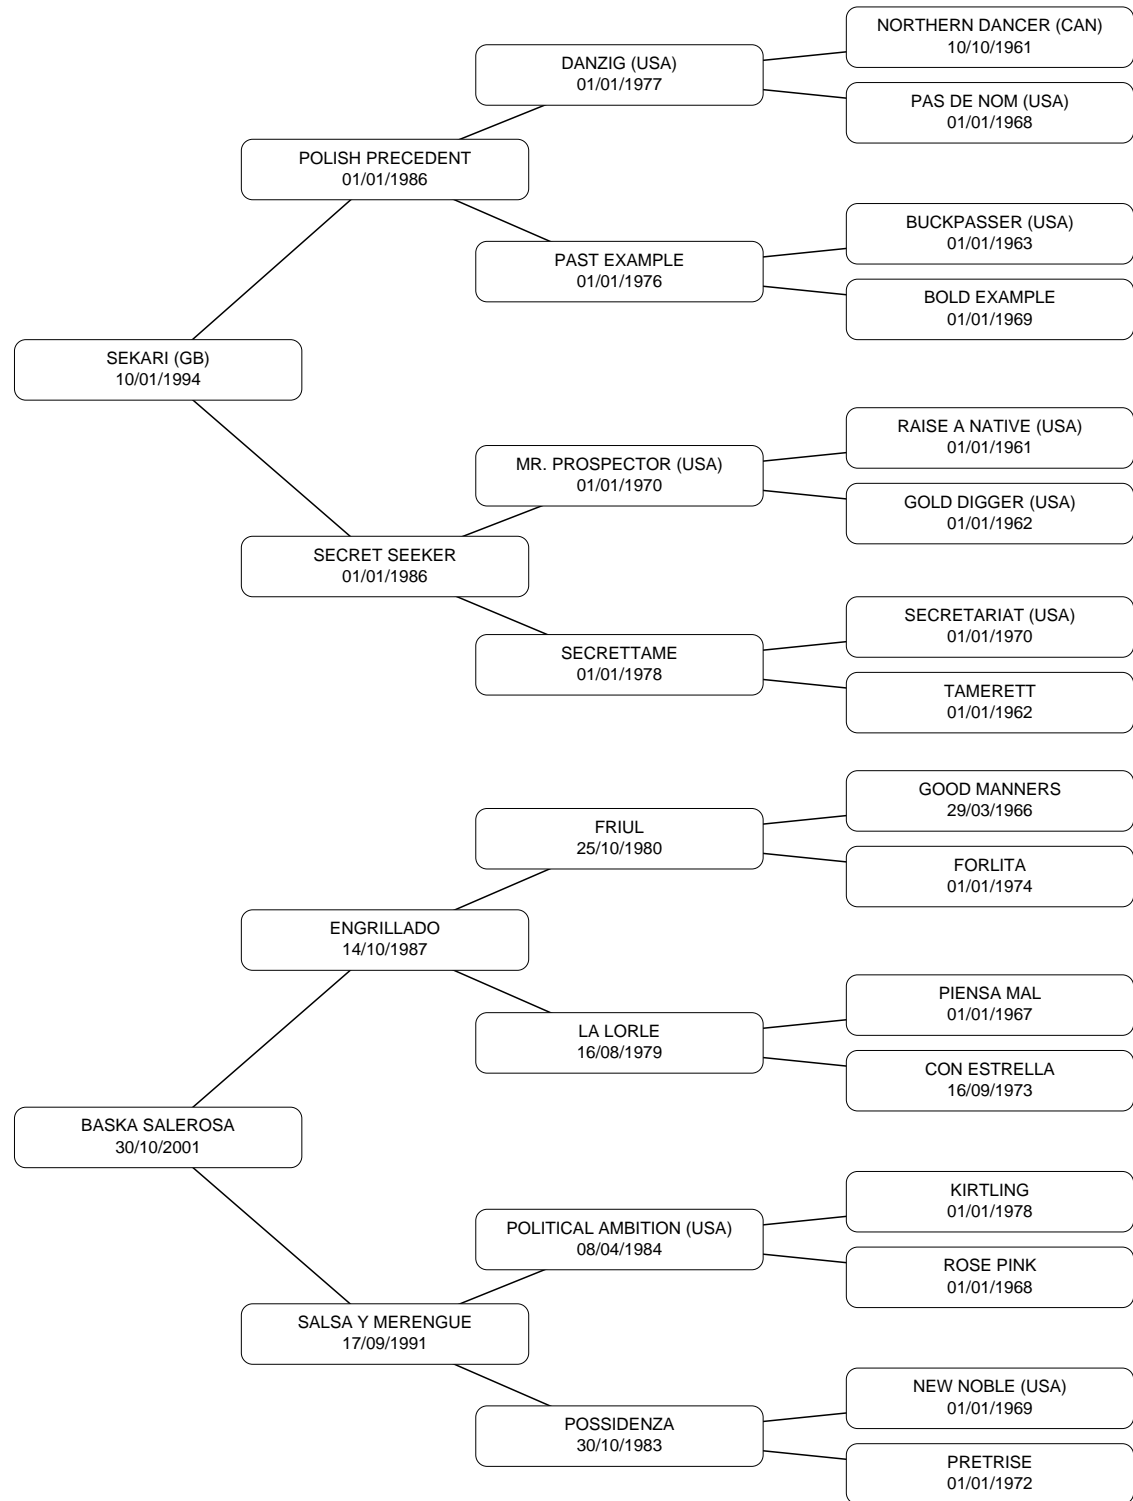 NORTHERN DANCER (CAN)
10/10/1961
DANZIG (USA)
01/01/1977
PAS DE NOM (USA)
01/01/1968
POLISH PRECEDENT
01/01/1986
BUCKPASSER (USA)
01/01/1963
PAST EXAMPLE
01/01/1976
BOLD EXAMPLE
01/01/1969
SEKARI (GB)
10/01/1994
RAISE A NATIVE (USA)
01/01/1961
MR. PROSPECTOR (USA)
01/01/1970
GOLD DIGGER (USA)
01/01/1962
SECRET SEEKER
01/01/1986
SECRETARIAT (USA)
01/01/1970
SECRETTAME
01/01/1978
TAMERETT
01/01/1962
GOOD MANNERS
29/03/1966
FRIUL
25/10/1980
FORLITA
01/01/1974
ENGRILLADO
14/10/1987
PIENSA MAL
01/01/1967
LA LORLE
16/08/1979
CON ESTRELLA
16/09/1973
BASKA SALEROSA
30/10/2001
KIRTLING
01/01/1978
POLITICAL AMBITION (USA)
08/04/1984
ROSE PINK
01/01/1968
SALSA Y MERENGUE
17/09/1991
NEW NOBLE (USA)
01/01/1969
POSSIDENZA
30/10/1983
PRETRISE
01/01/1972